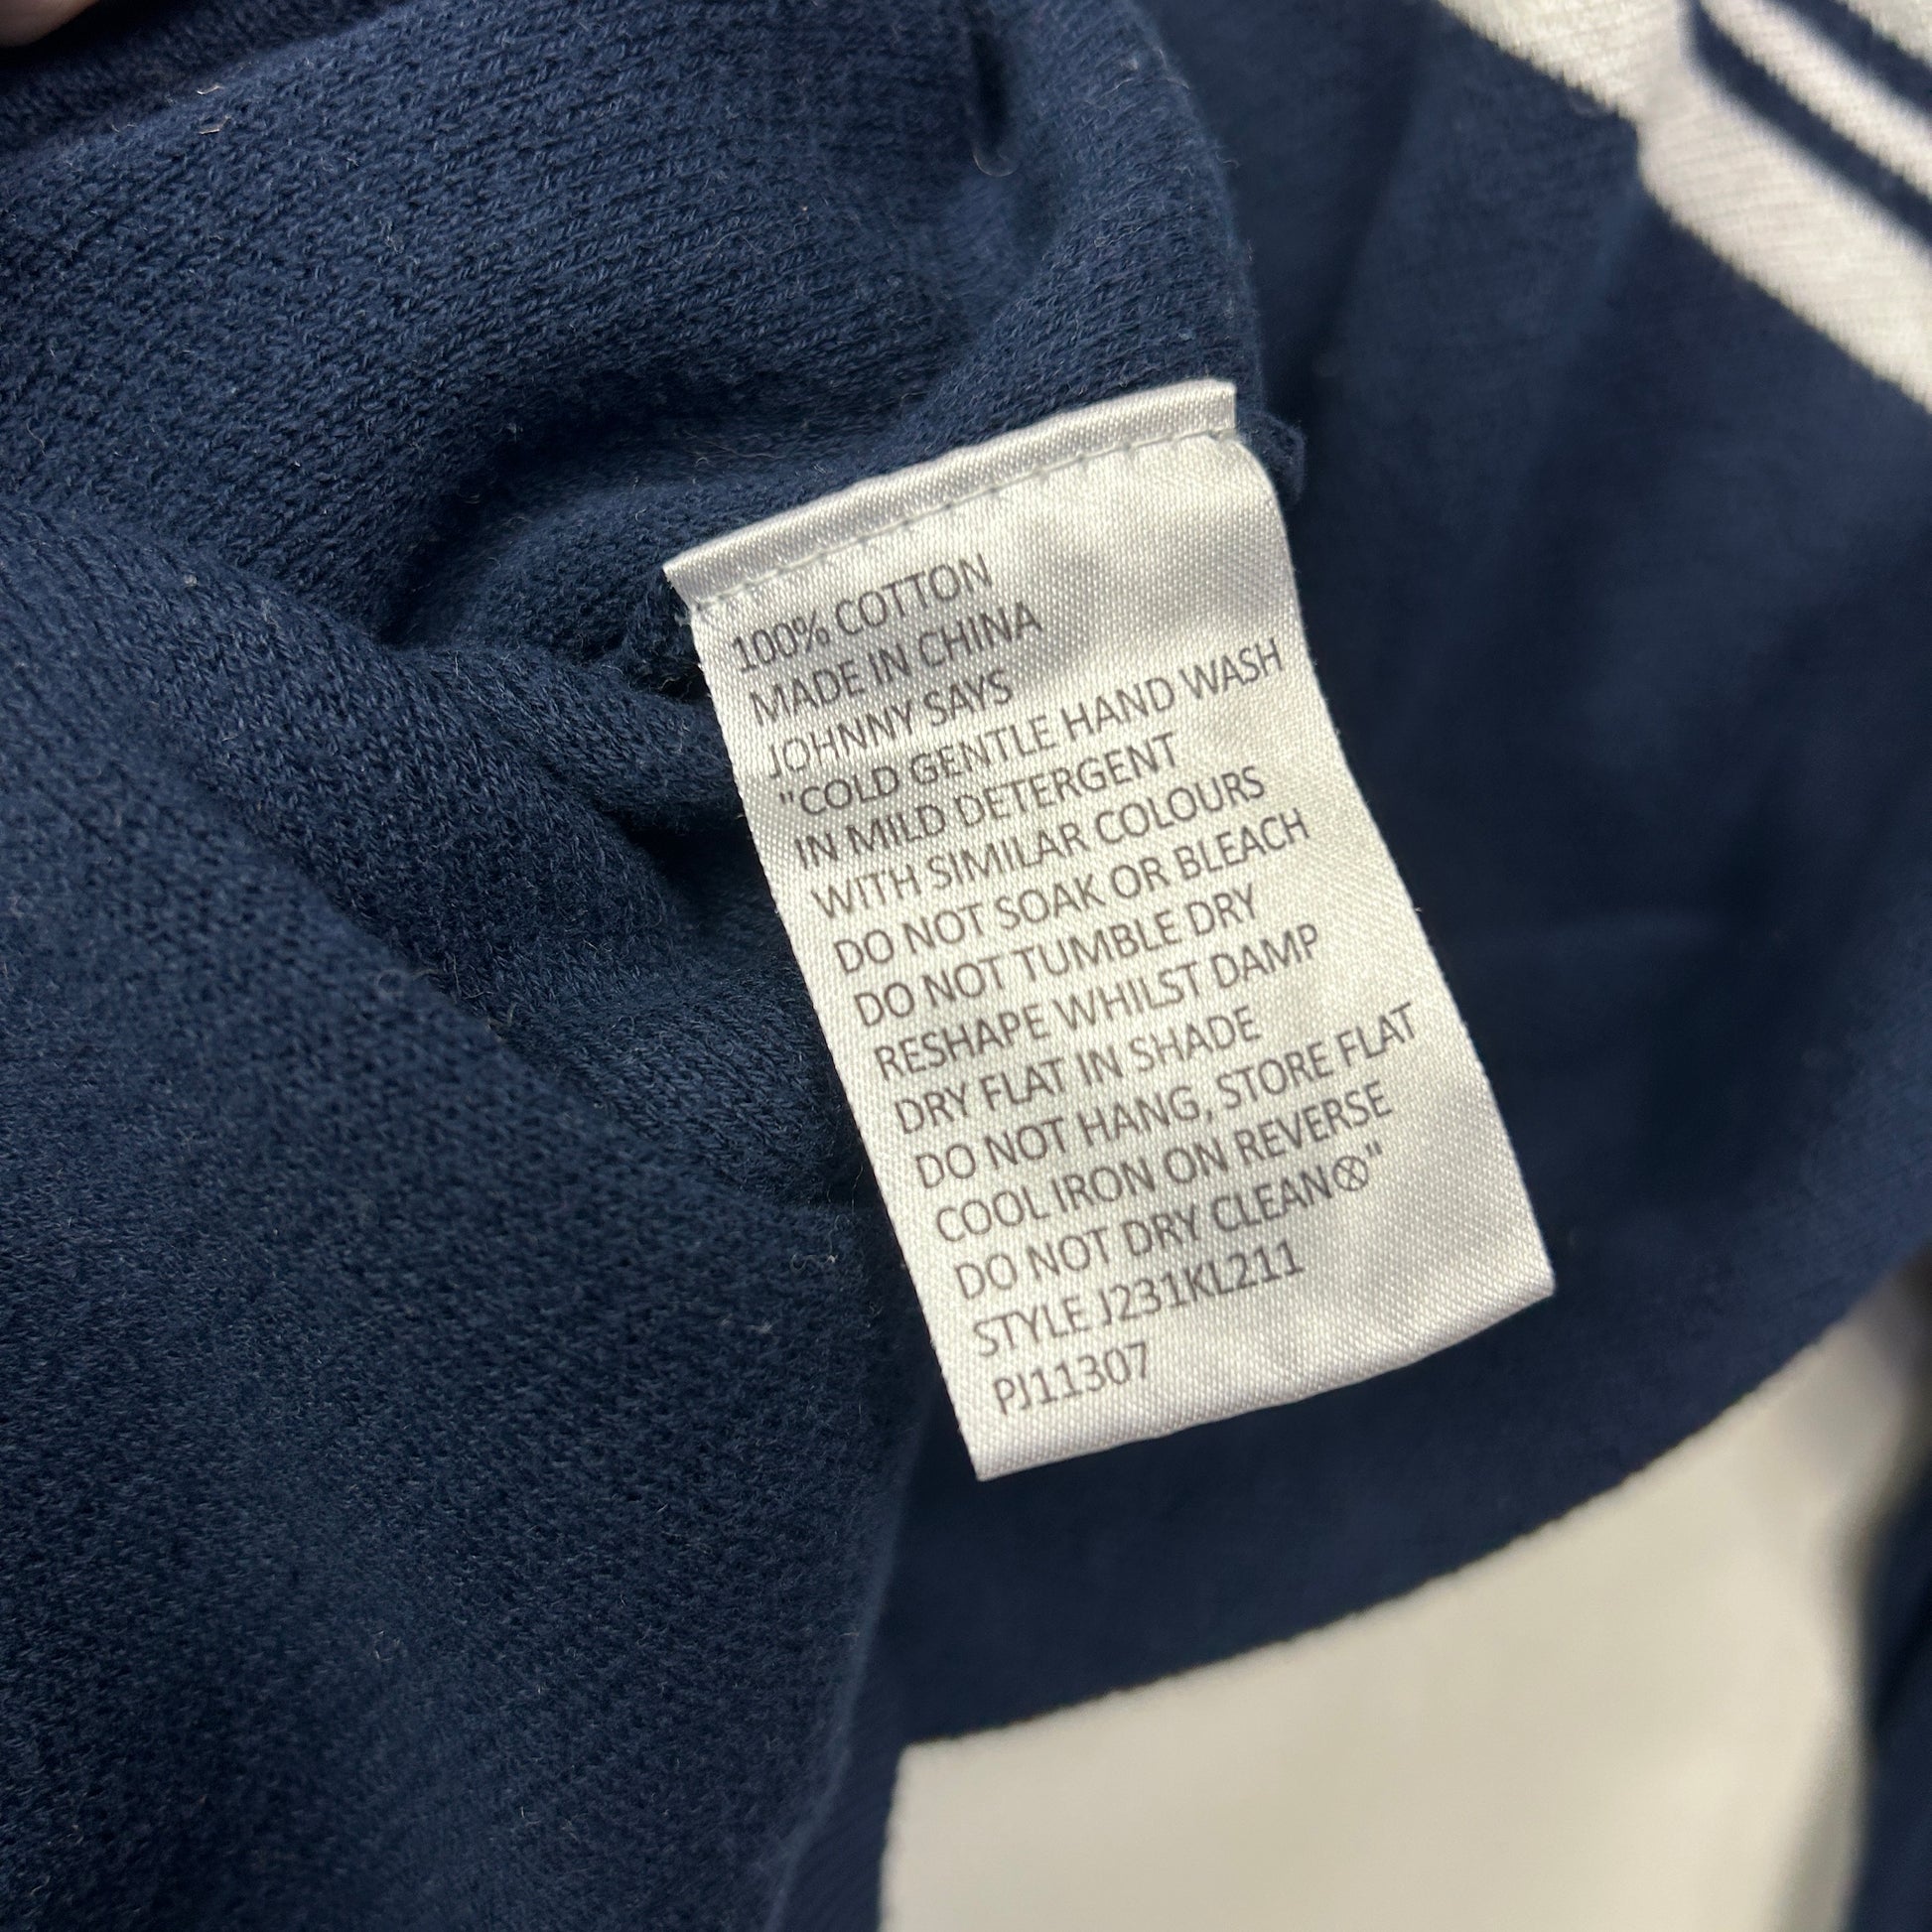 100% COTTON
MADE IN CHINA
JOHNNY SAYS
"COLD GENTLE HAND WASH
IN MILD DETERGENT
WITH SIMILAR COLOURS
DO NOT SOAK OR BLEACH
DO NOT TUMBLE DRY
RESHAPE WHILST DAMP
DRY FLAT IN SHADE
DO NOT HANG, STORE FLAT
COOL IRON ON REVERSE
DO NOT DRY CLEAN"
STYLE J231KL211
PJ11307